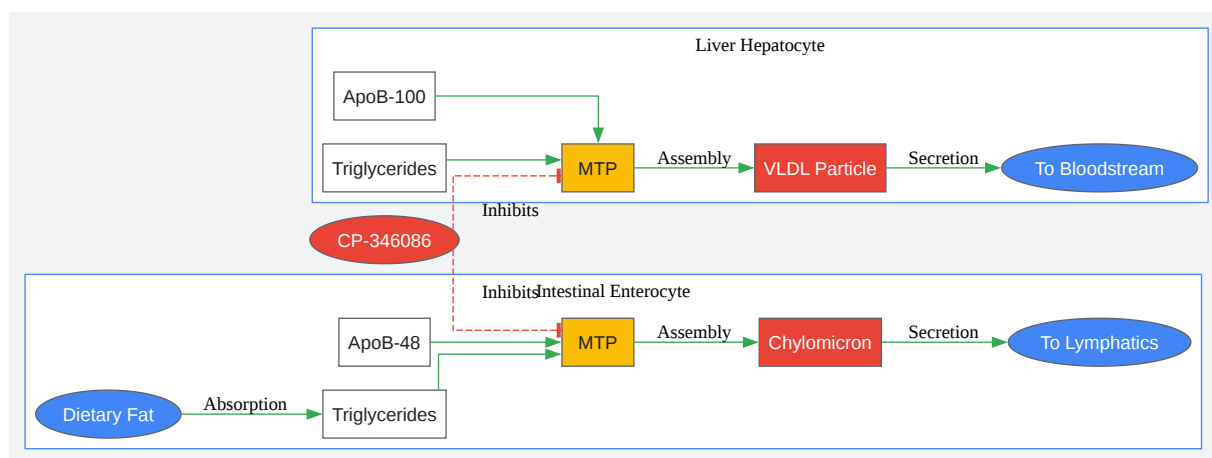 Liver Hepatocyte
ApoB-100
Triglycerides
MTP
Assembly
VLDL Particle
Secretion
To Bloodstream
Inhibits
CP-346086
Inhibits
Intestinal Enterocyte
ApoB-48
MTP
Assembly
Chylomicron
Secretion
To Lymphatics
Dietary Fat
Absorption
Triglycerides